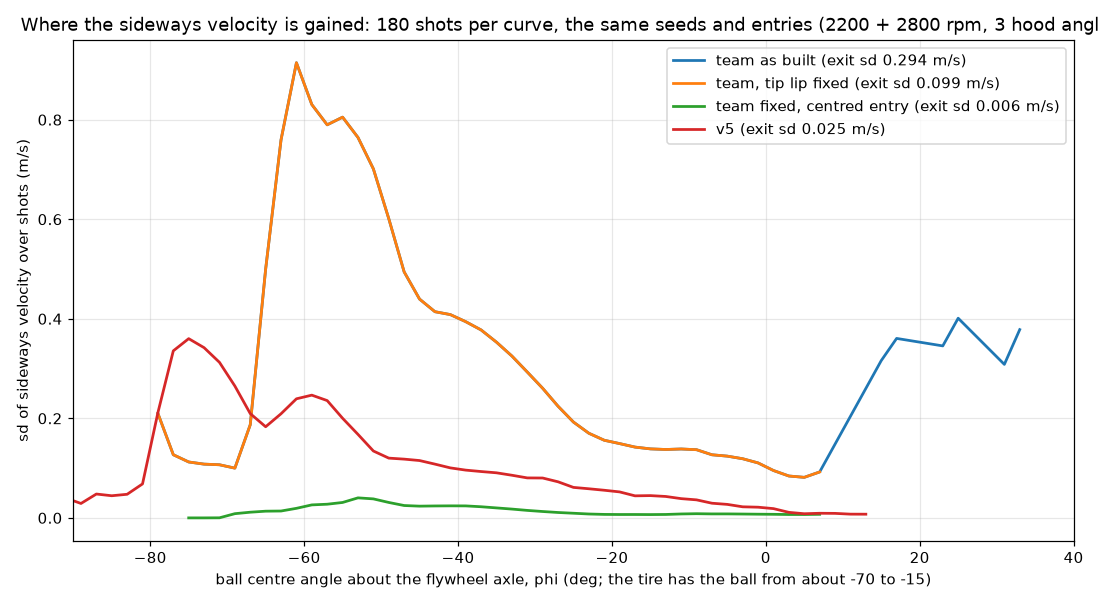 Where the sideways velocity is gained: 180 shots per curve, the same seeds and entries (2200 + 2800 rpm, 3 hood angl
team as built (exit sd 0.294 m/s)
team, tip lip fixed (exit sd 0.099 m/s)
team fixed, centred entry (exit sd 0.006 m/s)
v5 (exit sd 0.025 m/s)
sd of sideways velocity over shots (m/s)
0.8
0.6
0.4
0.2
0.0
−80
−60
−40
−20
0
20
40
ball centre angle about the flywheel axle, phi (deg; the tire has the ball from about -70 to -15)